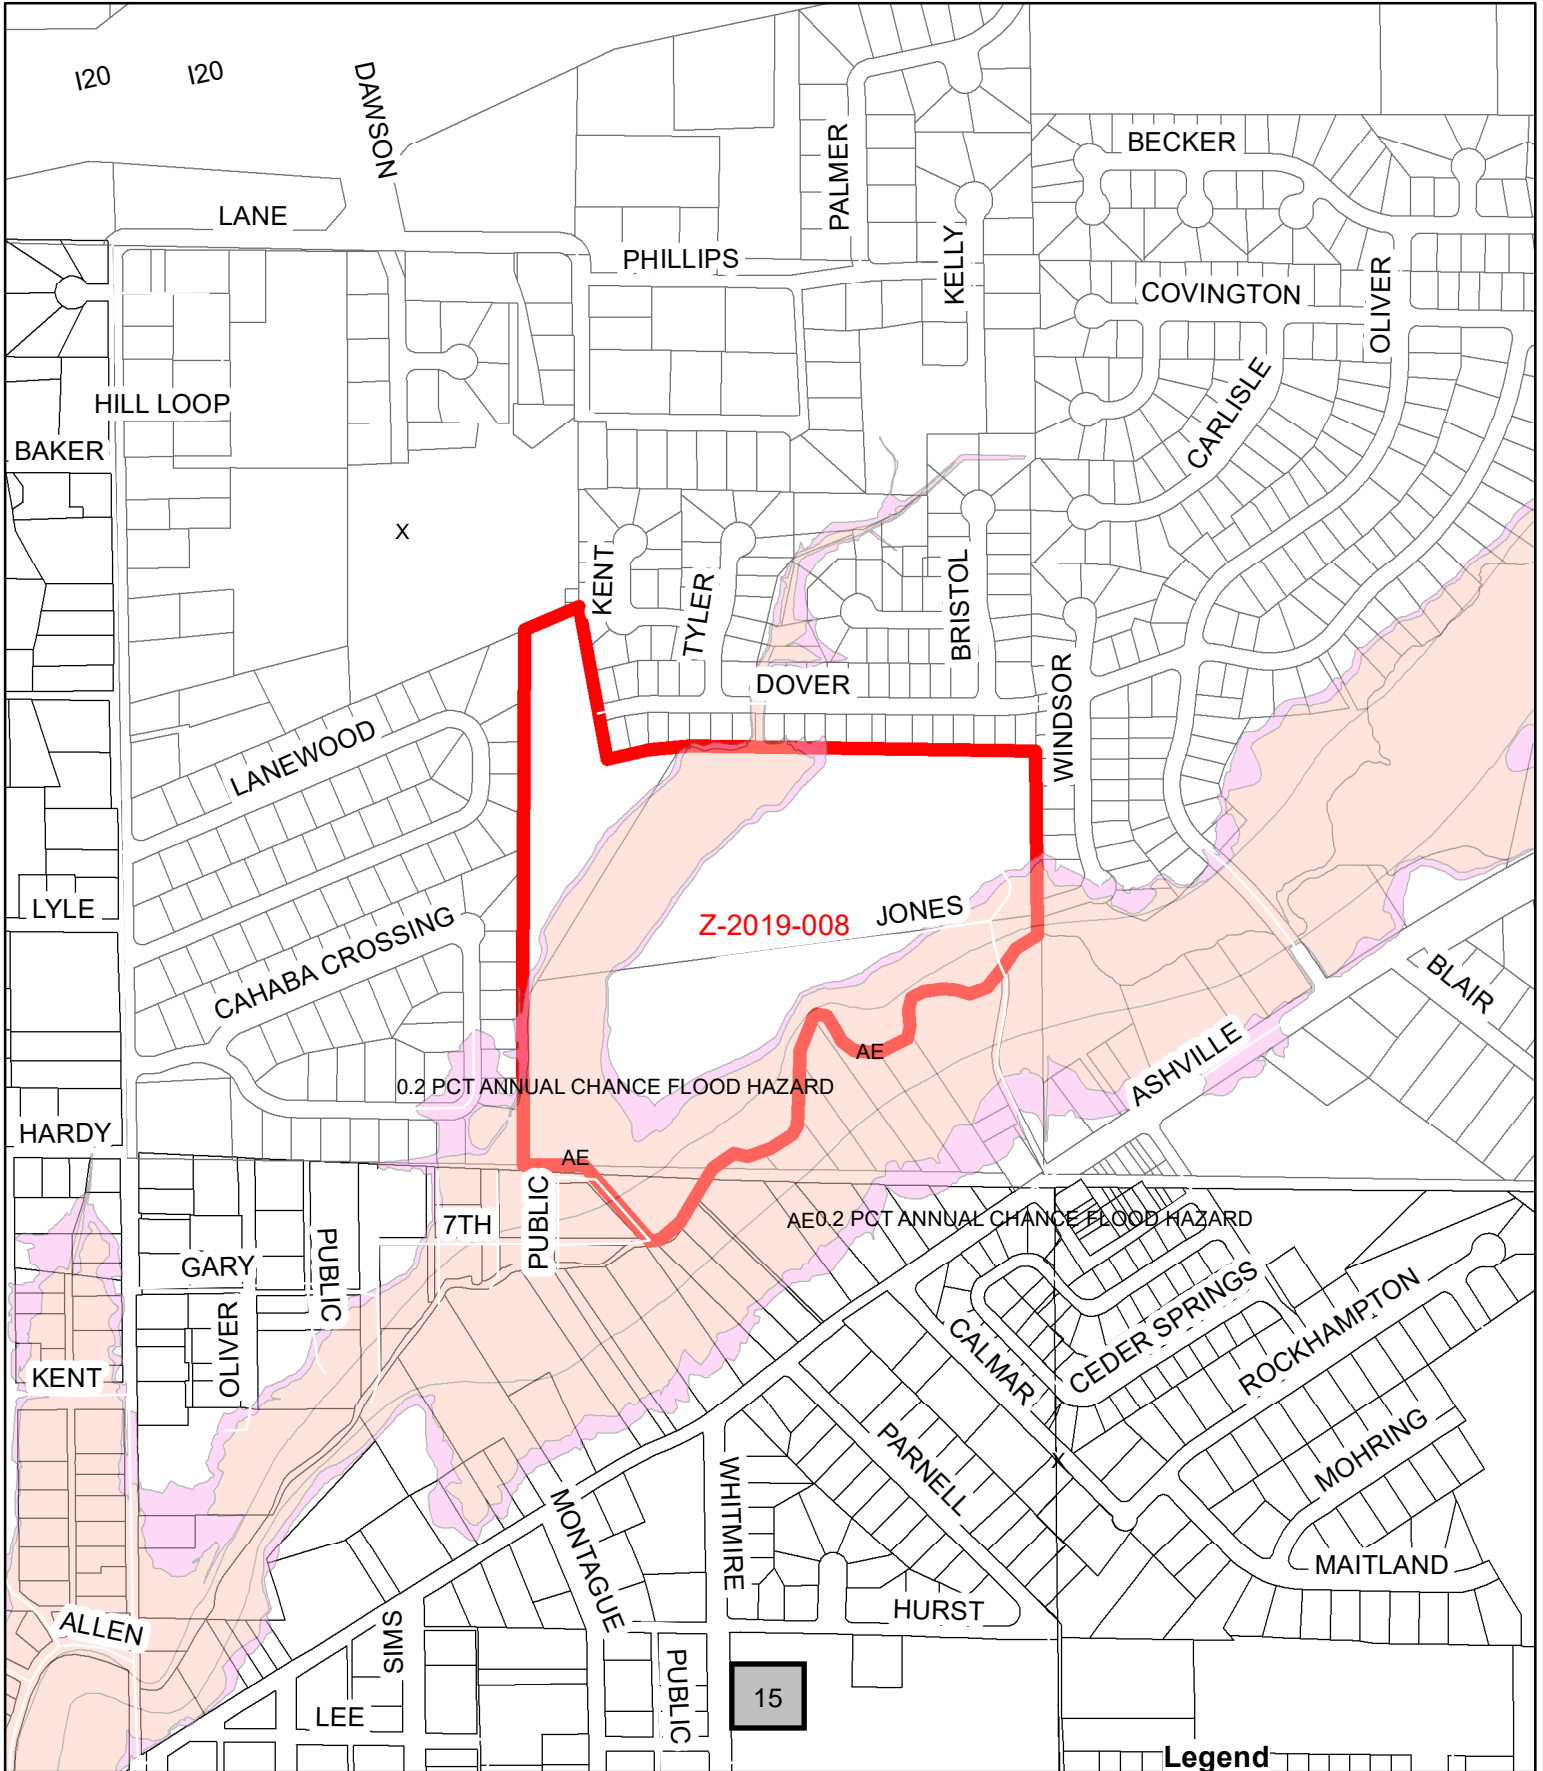 I20
I20
DAWSON
PALMER
BECKER
LANE
PHILLIPS
KELLY
COVINGTON
OLIVER
HILL LOOP
CARLISLE
BAKER
X
KENT
TYLER
BRISTOL
DOVER
WINDSOR
LANEWOOD
LYLE
CAHABA CROSSING
Z-2019-008
JONES
BLAIR
AE
ASHVILLE
0.2 PCT ANNUAL CHANCE FLOOD HAZARD
HARDY
AE
PUBLIC
7TH
AE0.2 PCT ANNUAL CHANCE FLOOD HAZARD
GARY
PUBLIC
OLIVER
CEDER SPRINGS
ROCKHAMPTON
CALMAR
KENT
MOHRING
PARNELL
X
WHITMIRE
MONTAGUE
MAITLAND
HURST
ALLEN
SIMS
PUBLIC
15
LEE
Legend